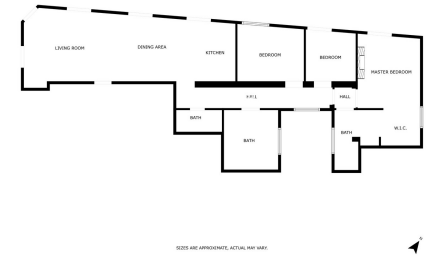 LIVING ROOM
DINING AREA
KITCHEN
BEDROOM
BEDROOM
MASTER BEDROOM
HALL
BATH
BATH
BATH
W.I.C.
SIZES ARE APPROXIMATE, ACTUAL MAY VARY.
N